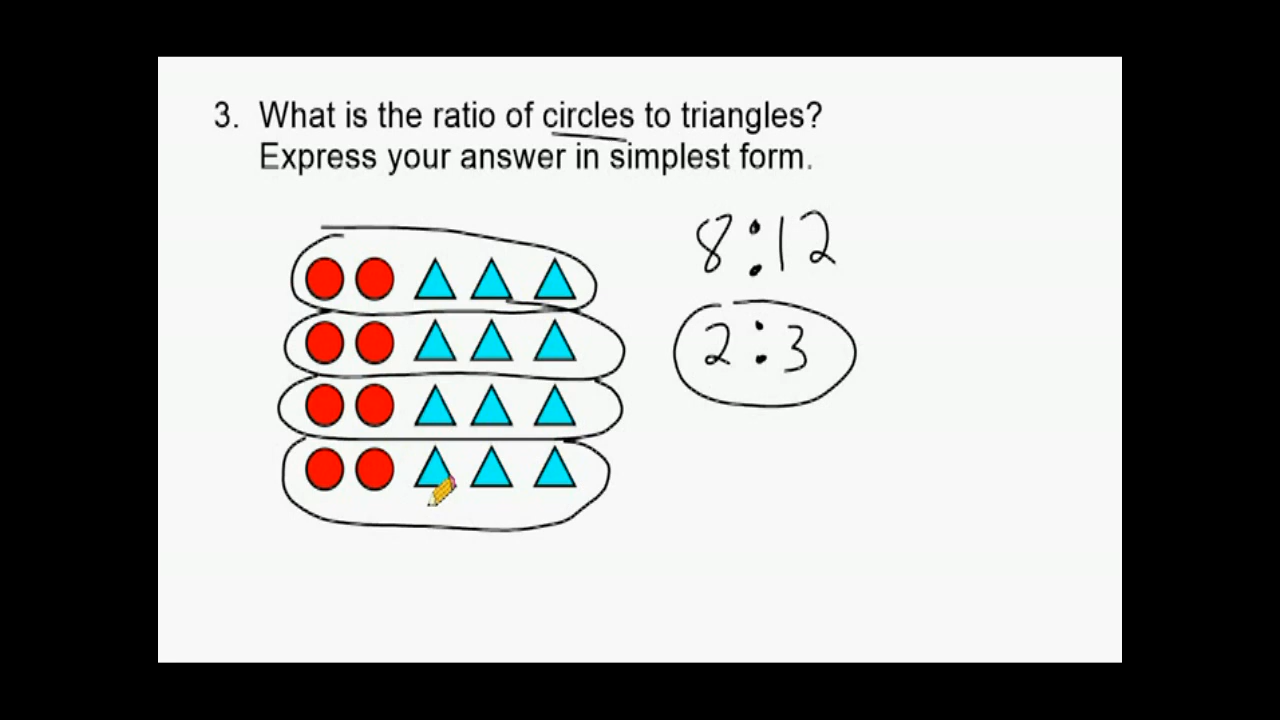 3. What is the ratio of circles to triangles?
Express your answer in simplest form.
8:12
2:3